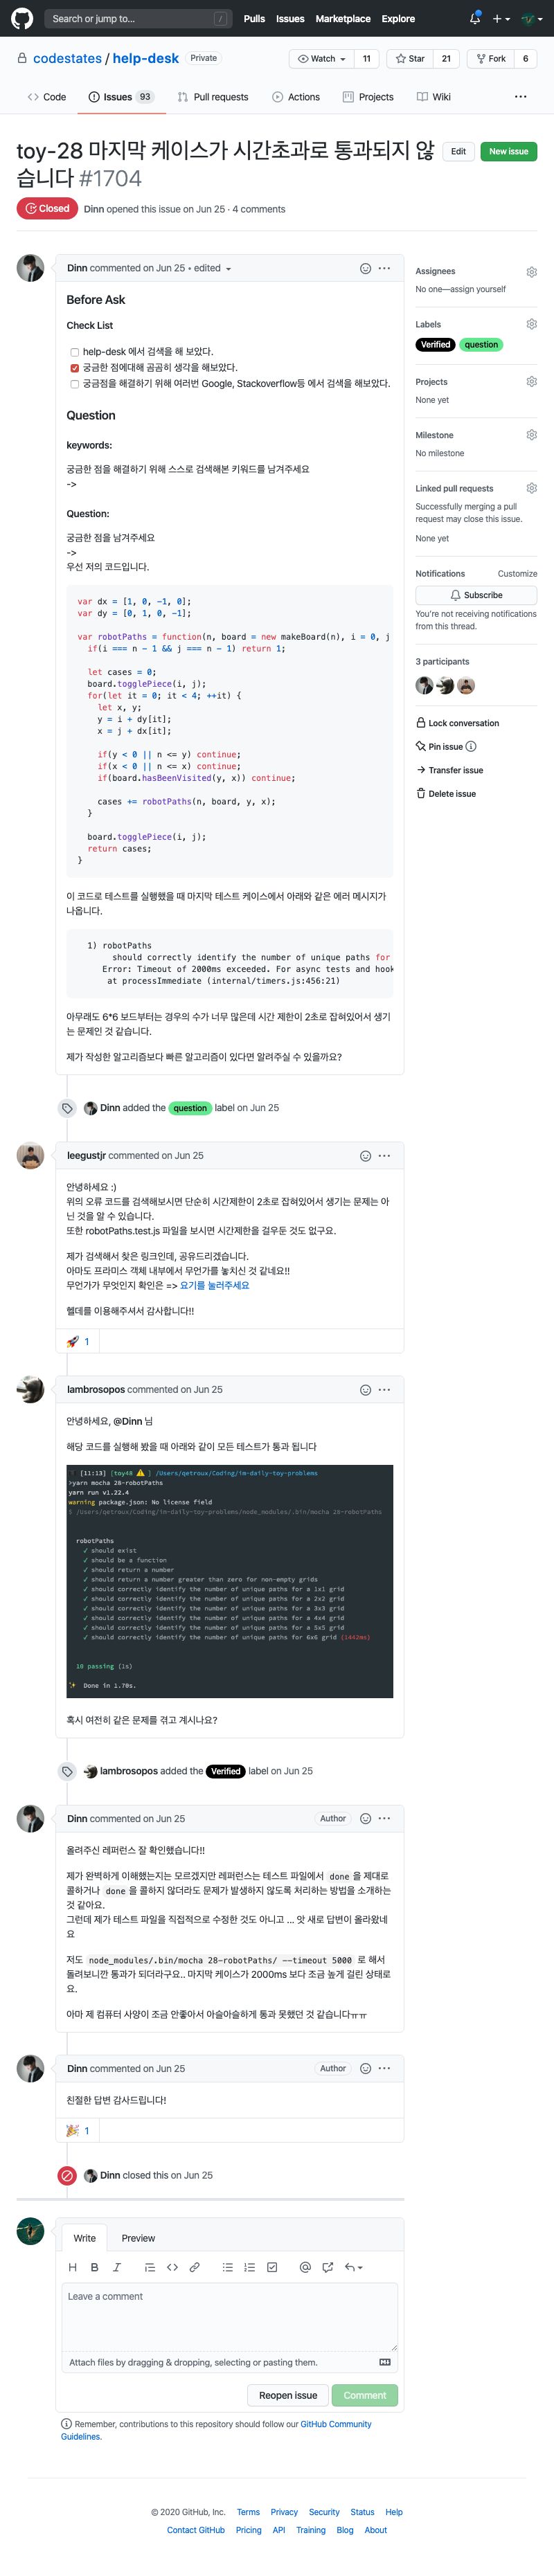 Search or jump to...
/
Pulls
Issues
Marketplace
Explore
codestates / help-desk
Private
Watch
11
Star
21
Fork
6
Code
Issues 93
Pull requests
Actions
Projects
Wiki
toy-28 마지막 케이스가 시간초과로 통과되지 않
습니다 #1704
Edit
New issue
Closed
Dinn opened this issue on Jun 25 · 4 comments
Dinn commented on Jun 25 • edited
Before Ask
Check List
help-desk 에서 검색을 해 보았다.
궁금한 점에대해 곰곰히 생각을 해보았다.
궁금점을 해결하기 위해 여러번 Google, Stackoverflow등 에서 검색을 해보았다.
Question
keywords:
궁금한 점을 해결하기 위해 스스로 검색해본 키워드를 남겨주세요
->
Question:
궁금한 점을 남겨주세요
->
우선 저의 코드입니다.
var dx = [1, 0, -1, 0];
var dy = [0, 1, 0, -1];
var robotPaths = function(n, board = new makeBoard(n), i = 0, j
if(i === n - 1 && j === n - 1) return 1;
let cases = 0;
board.togglePiece(i, j);
for(let it = 0; it < 4; ++it) {
let x, y;
y = i + dy[it];
x = j + dx[it];
if(y < 0 || n <= y) continue;
if(x < 0 || n <= x) continue;
if(board.hasBeenVisited(y, x)) continue;
cases += robotPaths(n, board, y, x);
}
board.togglePiece(i, j);
return cases;
}
이 코드로 테스트를 실행했을 때 마지막 테스트 케이스에서 아래와 같은 에러 메시지가
나옵니다.
1) robotPaths
should correctly identify the number of unique paths for
Error: Timeout of 2000ms exceeded. For async tests and hook
at processImmediate (internal/timers.js:456:21)
아무래도 6*6 보드부터는 경우의 수가 너무 많은데 시간 제한이 2초로 잡혀있어서 생기
는 문제인 것 같습니다.
제가 작성한 알고리즘보다 빠른 알고리즘이 있다면 알려주실 수 있을까요?
Dinn added the question label on Jun 25
leegustjr commented on Jun 25
안녕하세요 :)
위의 오류 코드를 검색해보시면 단순히 시간제한이 2초로 잡혀있어서 생기는 문제는 아
닌 것을 알 수 있습니다.
또한 robotPaths.test.js 파일을 보시면 시간제한을 걸우둔 것도 없구요.
제가 검색해서 찾은 링크인데, 공유드리겠습니다.
아마도 프라미스 객체 내부에서 무언가를 놓치신 것 같네요!!
무언가가 무엇인지 확인은 => 요기를 눌러주세요
헬데를 이용해주셔서 감사합니다!!
1
lambrosopos commented on Jun 25
안녕하세요, @Dinn 님
해당 코드를 실행해 봤을 때 아래와 같이 모든 테스트가 통과 됩니다
[11:13] [toy48 ] /Users/qetroux/Coding/im-daily-toy-problems
>yarn mocha 28-robotPaths
yarn run v1.22.4
warning package.json: No license field
$ /Users/qetroux/Coding/im-daily-toy-problems/node_modules/.bin/mocha 28-robotPaths
robotPaths
✓ should exist
✓ should be a function
✓ should return a number
✓ should return a number greater than zero for non-empty grids
✓ should correctly identify the number of unique paths for a 1x1 grid
✓ should correctly identify the number of unique paths for a 2x2 grid
✓ should correctly identify the number of unique paths for a 3x3 grid
✓ should correctly identify the number of unique paths for a 4x4 grid
✓ should correctly identify the number of unique paths for a 5x5 grid
✓ should correctly identify the number of unique paths for 6x6 grid (1442ms)
10 passing (1s)
Done in 1.70s.
혹시 여전히 같은 문제를 겪고 계시나요?
lambrosopos added the Verified label on Jun 25
Dinn commented on Jun 25
Author
올려주신 레퍼런스 잘 확인했습니다!!
제가 완벽하게 이해했는지는 모르겠지만 레퍼런스는 테스트 파일에서 done 을 제대로
콜하거나 done 을 콜하지 않더라도 문제가 발생하지 않도록 처리하는 방법을 소개하는
것 같아요.
그런데 제가 테스트 파일을 직접적으로 수정한 것도 아니고 ... 앗 새로 답변이 올라왔네
요
저도 node_modules/.bin/mocha 28-robotPaths/ --timeout 5000 로 해서
돌려보니깐 통과가 되더라구요.. 마지막 케이스가 2000ms 보다 조금 높게 걸린 상태로
요.
아마 제 컴퓨터 사양이 조금 안좋아서 아슬아슬하게 통과 못했던 것 같습니다ㅠㅠ
Dinn commented on Jun 25
Author
친절한 답변 감사드립니다!
1
Dinn closed this on Jun 25
Write
Preview
Leave a comment
Attach files by dragging & dropping, selecting or pasting them.
Reopen issue
Comment
Remember, contributions to this repository should follow our GitHub Community
Guidelines.
Assignees
No one—assign yourself
Labels
Verified
question
Projects
None yet
Milestone
No milestone
Linked pull requests
Successfully merging a pull
request may close this issue.
None yet
Notifications
Customize
Subscribe
You're not receiving notifications
from this thread.
3 participants
Lock conversation
Pin issue
Transfer issue
Delete issue
© 2020 GitHub, Inc.
Terms
Privacy
Security
Status
Help
Contact GitHub
Pricing
API
Training
Blog
About